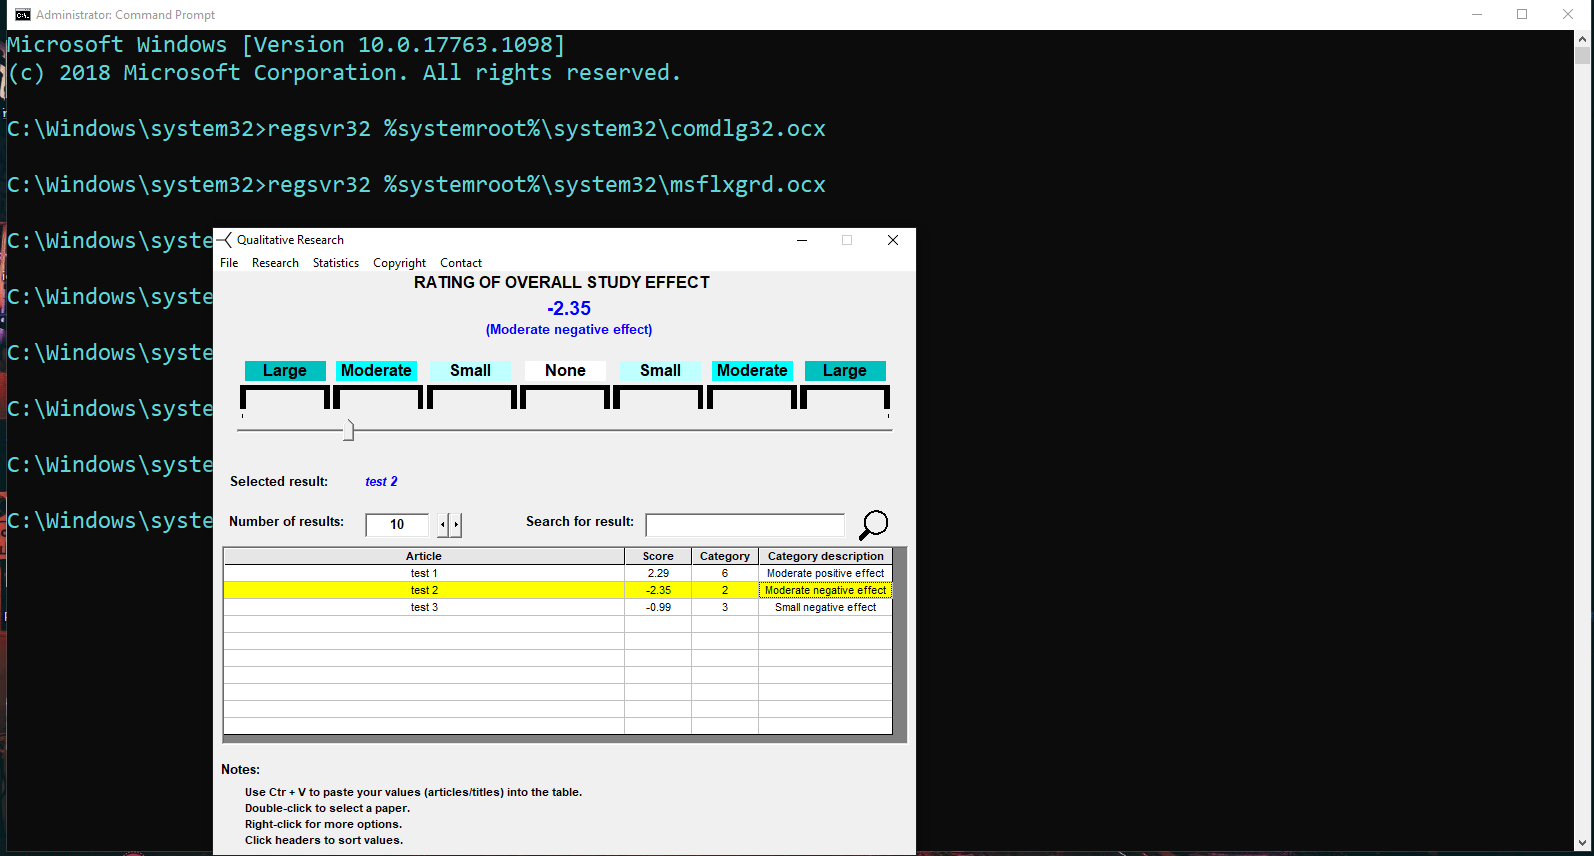 Administrator: Command Prompt
Microsoft Windows [Version 10.0.17763.1098]
(c) 2018 Microsoft Corporation. All rights reserved.
C:\Windows\system32>regsvr32 %systemroot%\system32\comdlg32.ocx
C:\Windows\system32>regsvr32 %systemroot%\system32\msflxgrd.ocx
C:\Windows\syste
C:\Windows\syste
C:\Windows\syste
C:\Windows\syste
C:\Windows\syste
C:\Windows\syste
Qualitative Research
File Research Statistics Copyright Contact
RATING OF OVERALL STUDY EFFECT
-2.35
(Moderate negative effect)
Large Moderate Small None Small Moderate Large
Selected result: test 2
Number of results: 10 Search for result:
Article Score Category Category description
test 1 2.29 6 Moderate positive effect
test 2 -2.35 2 Moderate negative effect
test 3 -0.99 3 Small negative effect
Notes:
Use Ctr + V to paste your values (articles/titles) into the table.
Double-click to select a paper.
Right-click for more options.
Click headers to sort values.